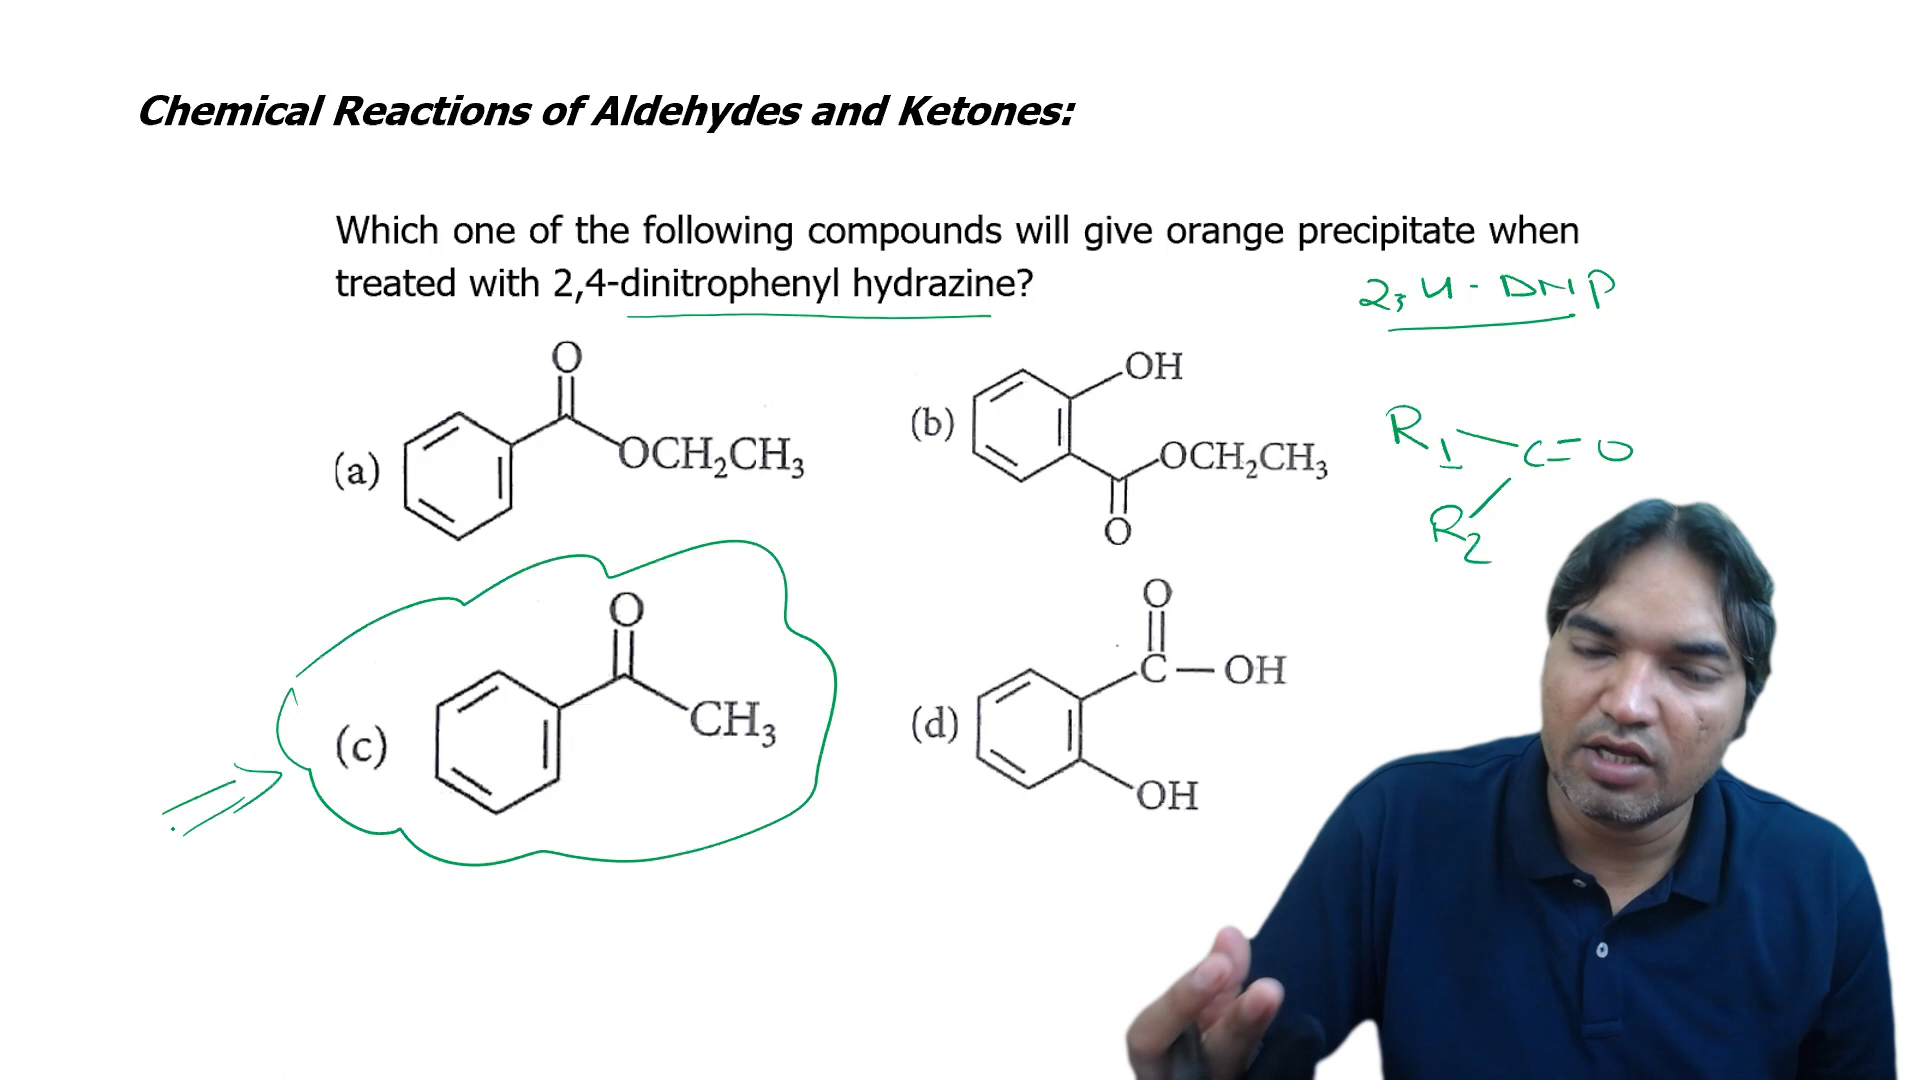 Chemical Reactions of Aldehydes and Ketones:
Which one of the following compounds will give orange precipitate when
treated with 2,4-dinitrophenyl hydrazine?
2,4-DNP
(a)
O
OCH₂CH₃
(b)
OH
OCH₂CH₃
O
R₁
C=O
R₂
(c)
O
CH₃
(d)
O
C—OH
OH